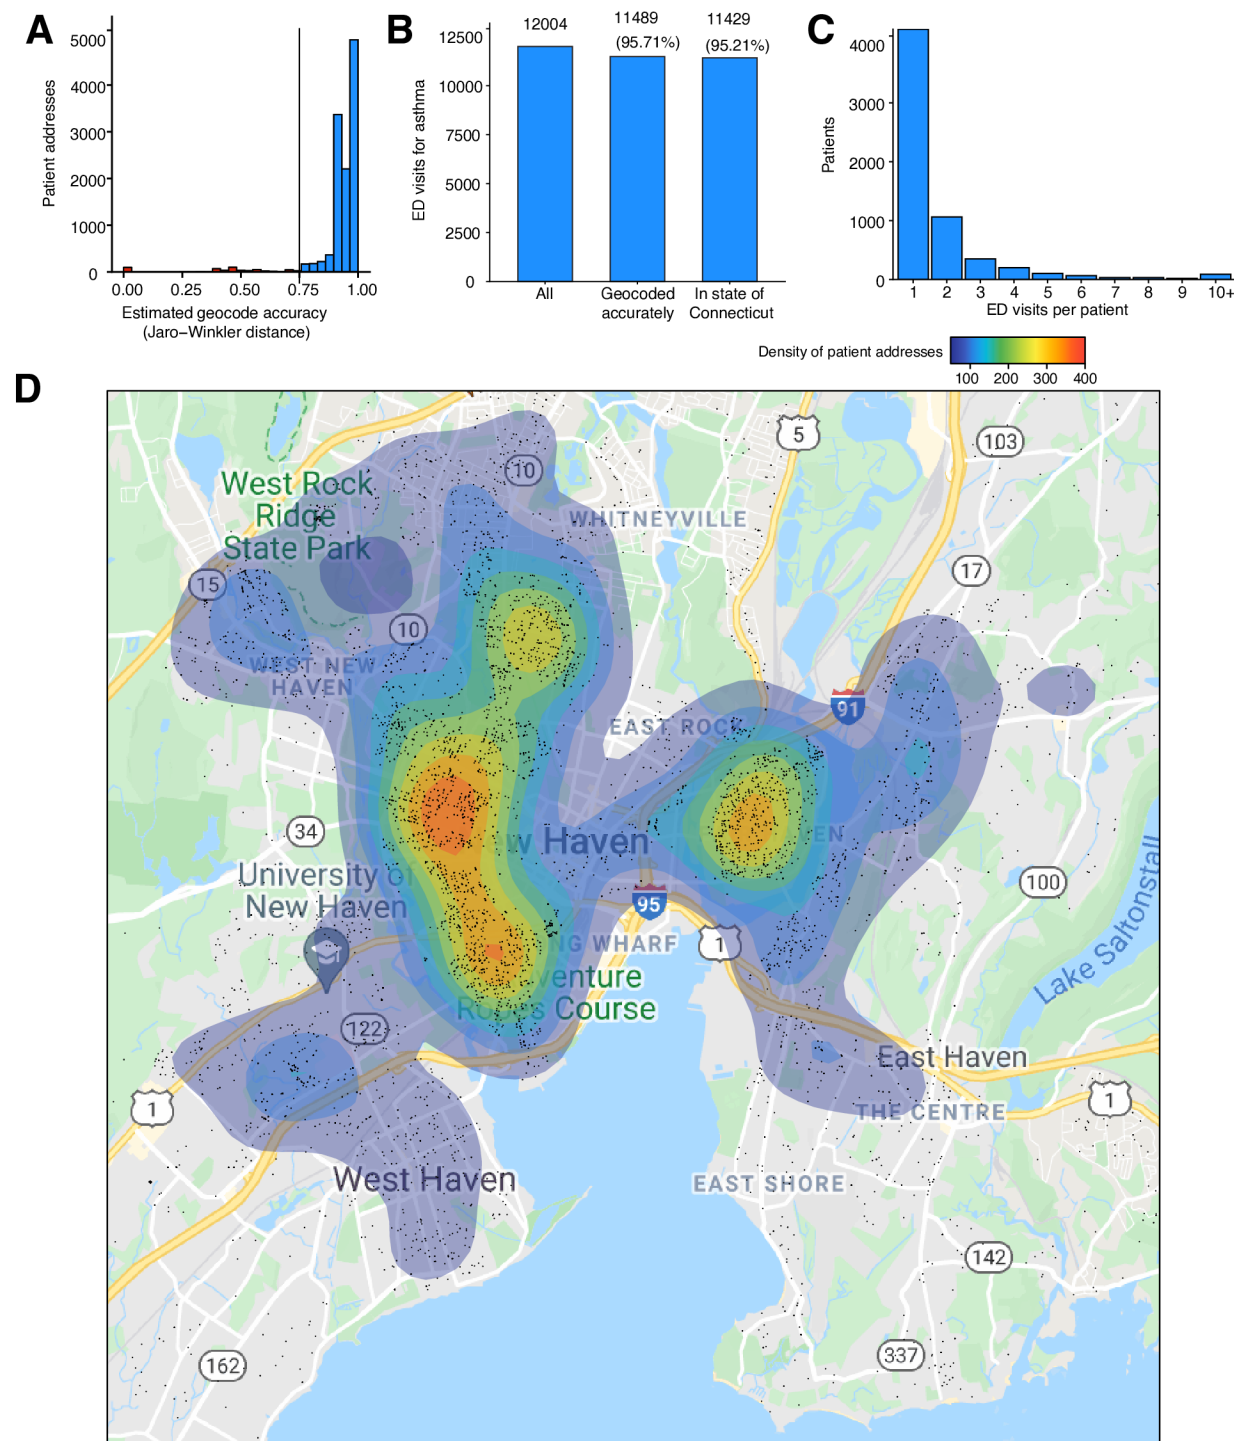 A
5000
4000
3000
2000
1000
0
Patient addresses
0.00 0.25 0.50 0.75 1.00
Estimated geocode accuracy
(Jaro−Winkler distance)
B
12004
11489
(95.71%)
11429
(95.21%)
12500
10000
7500
5000
2500
0
ED visits for asthma
All
Geocoded
accurately
In state of
Connecticut
C
4000
3000
2000
1000
0
Patients
1 2 3 4 5 6 7 8 9 10+
ED visits per patient
Density of patient addresses
100 200 300 400
D
5
103
10
West Rock
Ridge
State Park
WHITNEYVILLE
15
17
10
WEST NEW
HAVEN
91
EAST ROCK
34
w Haven
EN
University of
New Haven
100
95
Lake Saltonstall
1
NG WHARF
venture
Ropes Course
122
East Haven
1
1
THE CENTRE
West Haven
EAST SHORE
142
337
162